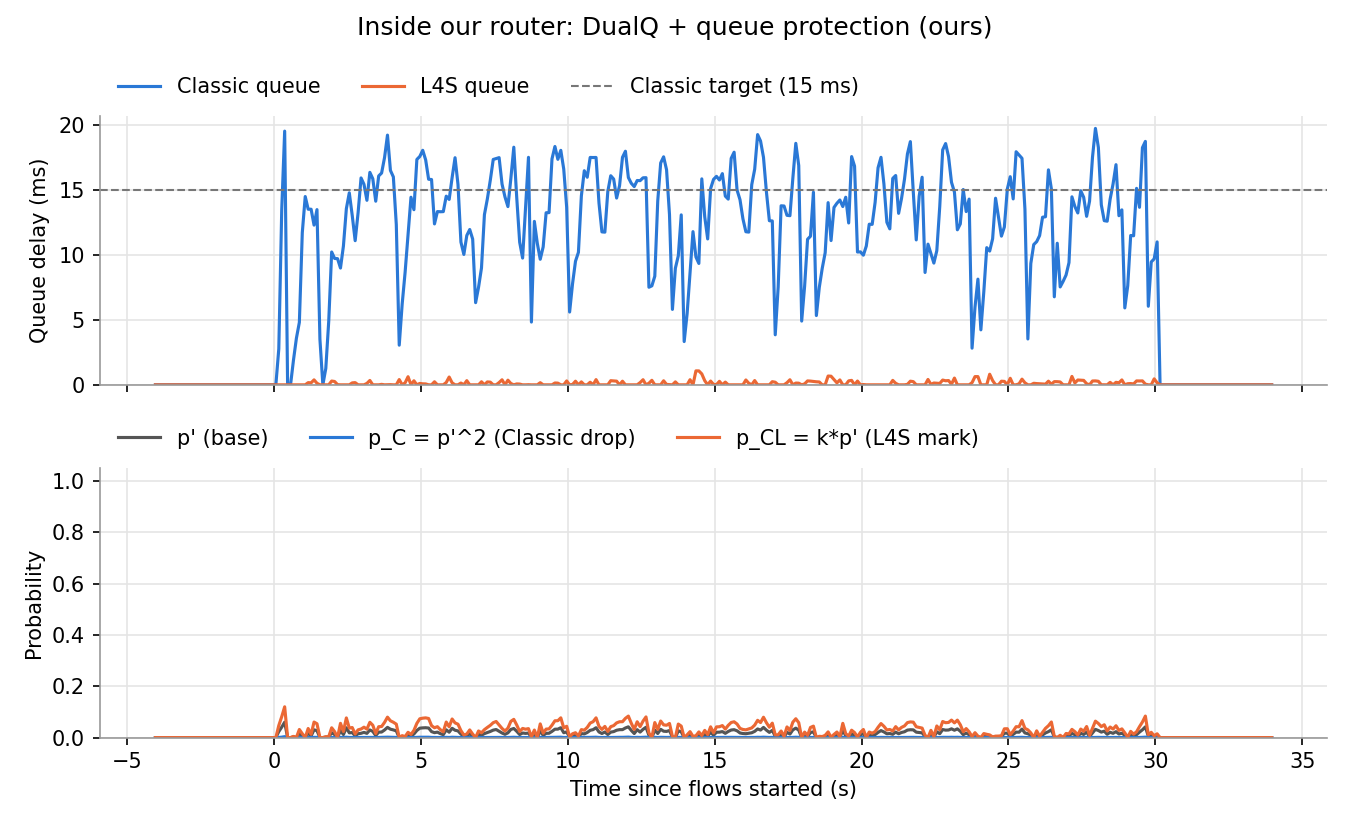 Inside our router: DualQ + queue protection (ours)
Classic queue L4S queue Classic target (15 ms)
Queue delay (ms)
20
15
10
5
0
p' (base) p_C = p'^2 (Classic drop) p_CL = k*p' (L4S mark)
Probability
1.0
0.8
0.6
0.4
0.2
0.0
−5 0 5 10 15 20 25 30 35
Time since flows started (s)